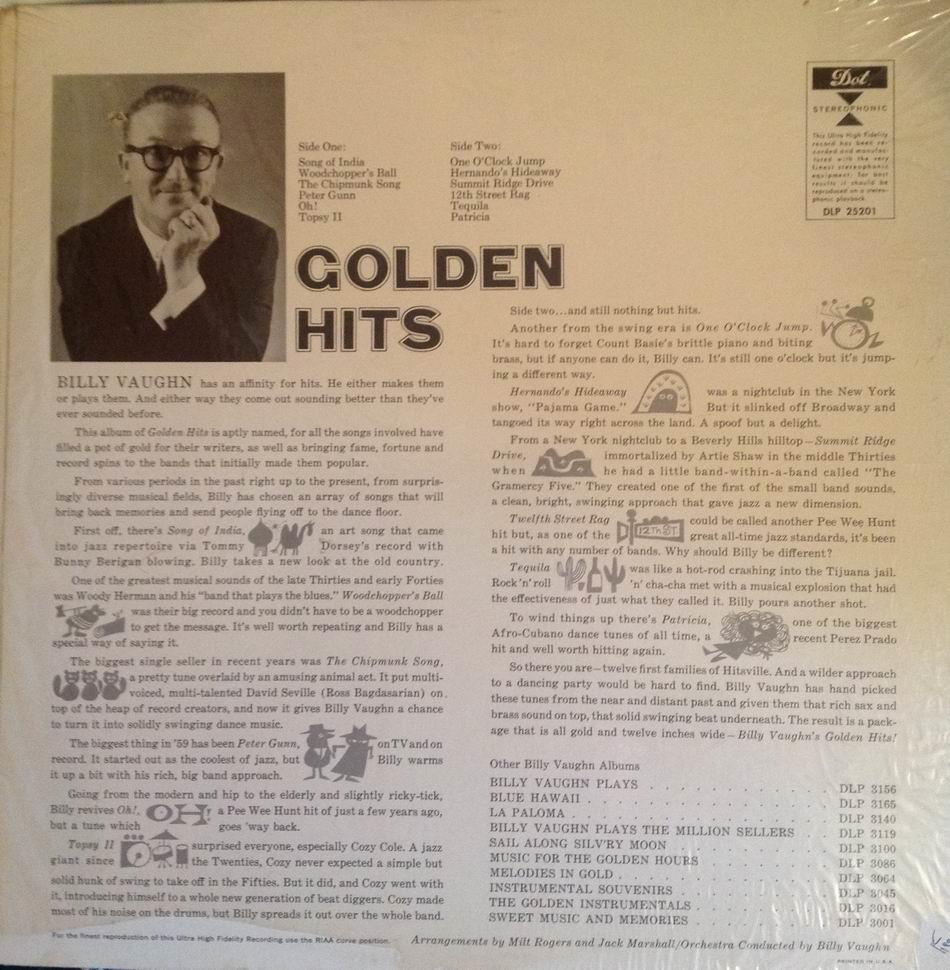 Side One:
Song of India
Woodchopper's Ball
The Chipmunk Song
Peter Gunn
Oh!
Topsy II
Side Two:
One O'Clock Jump
Hernando's Hideaway
Summit Ridge Drive
12th Street Rag
Tequila
Patricia
Dot
STEREOPHONIC
This Ultra High Fidelity
record has been re-
corded and manufac-
tured with the very
finest stereophonic
equipment. For best
results it should be
reproduced on a stereo-
phonic playback.
DLP 25201
GOLDEN
HITS
BILLY VAUGHN has an affinity for hits. He either makes them
or plays them. And either way they come out sounding better than they've
ever sounded before.
This album of Golden Hits is aptly named, for all the songs involved have
filled a pot of gold for their writers, as well as bringing fame, fortune and
record spins to the bands that initially made them popular.
From various periods in the past right up to the present, from surpris-
ingly diverse musical fields, Billy has chosen an array of songs that will
bring back memories and send people flying off to the dance floor.
First off, there's Song of India, an art song that came
into jazz repertoire via Tommy Dorsey's record with
Bunny Berigan blowing. Billy takes a new look at the old country.
One of the greatest musical sounds of the late Thirties and early Forties
was Woody Herman and his "band that plays the blues." Woodchopper's Ball
was their big record and you didn't have to be a woodchopper
to get the message. It's well worth repeating and Billy has a
special way of saying it.
The biggest single seller in recent years was The Chipmunk Song,
a pretty tune overlaid by an amusing animal act. It put multi-
voiced, multi-talented David Seville (Ross Bagdasarian) on
top of the heap of record creators, and now it gives Billy Vaughn a chance
to turn it into solidly swinging dance music.
The biggest thing in '59 has been Peter Gunn, on TV and on
record. It started out as the coolest of jazz, but Billy warms
it up a bit with his rich, big band approach.
Going from the modern and hip to the elderly and slightly ricky-tick,
Billy revives Oh!, OH! a Pee Wee Hunt hit of just a few years ago,
but a tune which goes 'way back.
Topsy II surprised everyone, especially Cozy Cole. A jazz
giant since the Twenties, Cozy never expected a simple but
solid hunk of swing to take off in the Fifties. But it did, and Cozy went with
it, introducing himself to a whole new generation of beat diggers. Cozy made
most of his noise on the drums, but Billy spreads it out over the whole band.
Side two...and still nothing but hits.
Another from the swing era is One O'Clock Jump.
It's hard to forget Count Basie's brittle piano and biting
brass, but if anyone can do it, Billy can. It's still one o'clock but it's jump-
ing a different way.
Hernando's Hideaway was a nightclub in the New York
show, "Pajama Game." But it slinked off Broadway and
tangoed its way right across the land. A spoof but a delight.
From a New York nightclub to a Beverly Hills hilltop—Summit Ridge
Drive, immortalized by Artie Shaw in the middle Thirties
when he had a little band-within-a-band called "The
Gramercy Five." They created one of the first of the small band sounds,
a clean, bright, swinging approach that gave jazz a new dimension.
Twelfth Street Rag 12TH ST. could be called another Pee Wee Hunt
hit but, as one of the great all-time jazz standards, it's been
a hit with any number of bands. Why should Billy be different?
Tequila was like a hot-rod crashing into the Tijuana jail.
Rock 'n' roll 'n' cha-cha met with a musical explosion that had
the effectiveness of just what they called it. Billy pours another shot.
To wind things up there's Patricia, one of the biggest
Afro-Cubano dance tunes of all time, a recent Perez Prado
hit and well worth hitting again.
So there you are—twelve first families of Hitsville. And a wilder approach
to a dancing party would be hard to find. Billy Vaughn has hand picked
these tunes from the near and distant past and given them that rich sax and
brass sound on top, that solid swinging beat underneath. The result is a pack-
age that is all gold and twelve inches wide—Billy Vaughn's Golden Hits!
Other Billy Vaughn Albums
BILLY VAUGHN PLAYS . . . . . . . . . . DLP 3156
BLUE HAWAII . . . . . . . . . . DLP 3165
LA PALOMA . . . . . . . . . . DLP 3140
BILLY VAUGHN PLAYS THE MILLION SELLERS . . DLP 3119
SAIL ALONG SILV'RY MOON . . . . . . . DLP 3100
MUSIC FOR THE GOLDEN HOURS . . . . . . DLP 3086
MELODIES IN GOLD . . . . . . . . . DLP 3064
INSTRUMENTAL SOUVENIRS . . . . . . . DLP 3045
THE GOLDEN INSTRUMENTALS . . . . . . DLP 3016
SWEET MUSIC AND MEMORIES . . . . . . DLP 3001
For the finest reproduction of this Ultra High Fidelity Recording use the RIAA curve position.
Arrangements by Milt Rogers and Jack Marshall/Orchestra Conducted by Billy Vaughn
PRINTED IN U.S.A.